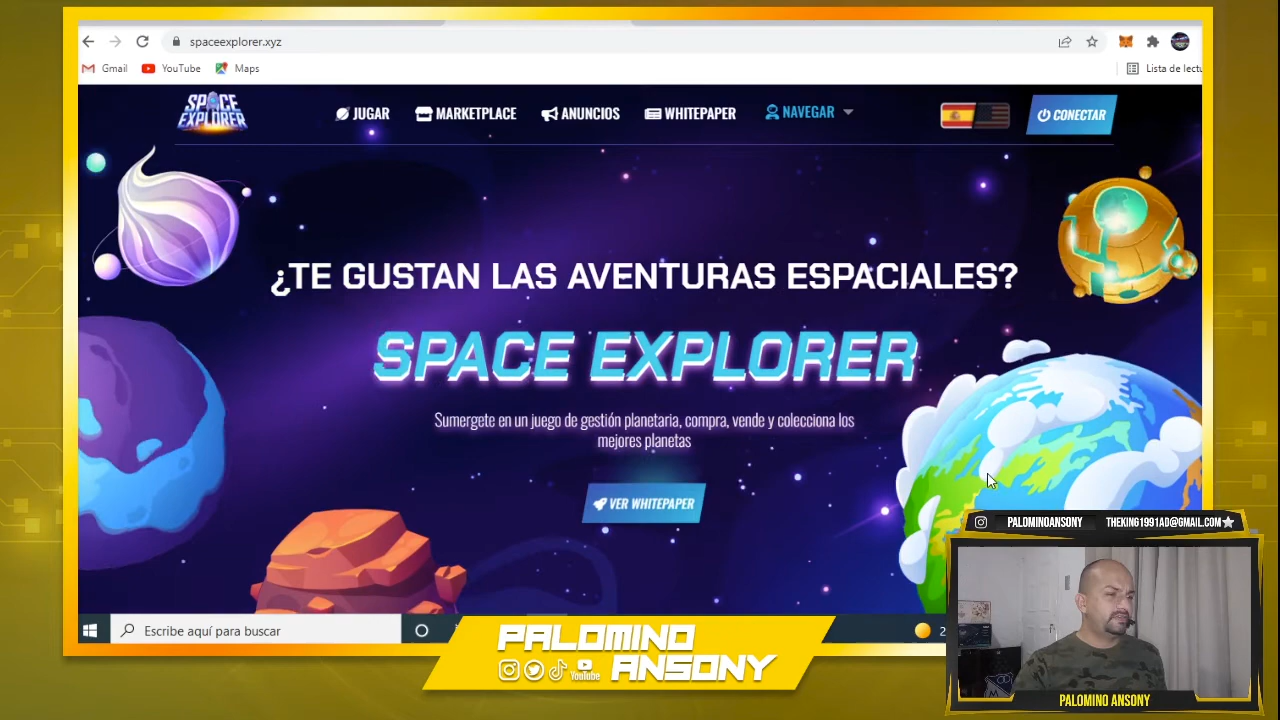 spaceexplorer.xyz
Gmail
YouTube
Maps
Lista de lectu
SPACE
EXPLORER
JUGAR
MARKETPLACE
ANUNCIOS
WHITEPAPER
NAVEGAR
CONECTAR
¿TE GUSTAN LAS AVENTURAS ESPACIALES?
SPACE EXPLORER
Sumergete en un juego de gestión planetaria, compra, vende y colecciona los
mejores planetas
VER WHITEPAPER
PALOMINOANSONY
THEKING1991AD@GMAIL.COM
Escribe aquí para buscar
2
PALOMINO
YouTube
ANSONY
PALOMINO ANSONY